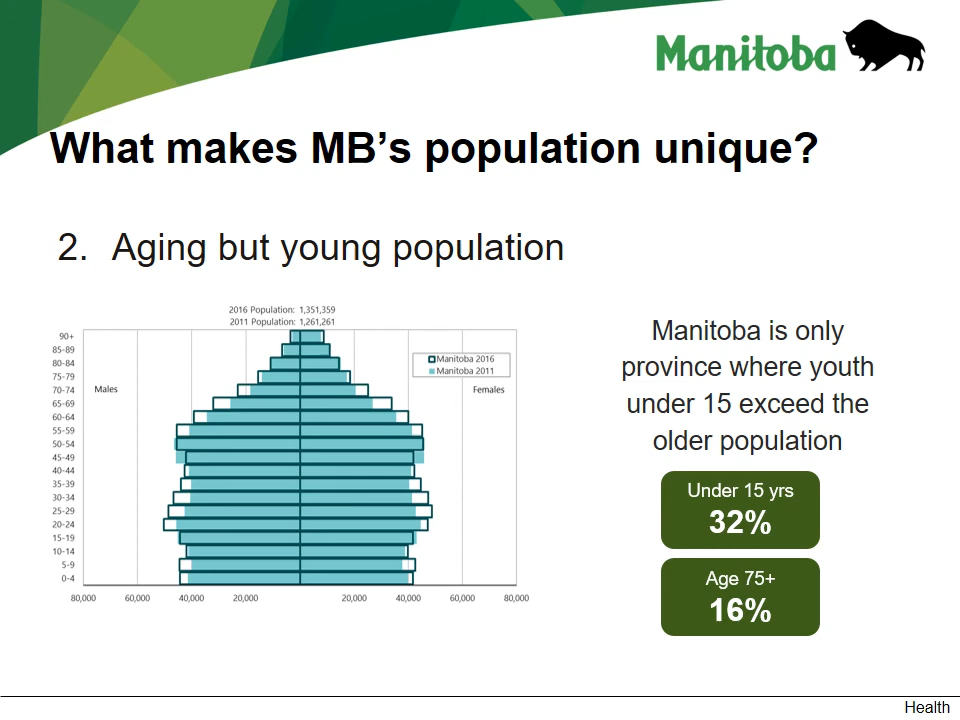 Manitoba
What makes MB’s population unique?
2. Aging but young population
2016 Population: 1,351,359
2011 Population: 1,261,261
90+
85-89
80-84
75-79
70-74
65-69
60-64
55-59
50-54
45-49
40-44
35-39
30-34
25-29
20-24
15-19
10-14
5-9
0-4
Males
Manitoba 2016
Manitoba 2011
Females
80,000 60,000 40,000 20,000 20,000 40,000 60,000 80,000
Manitoba is only
province where youth
under 15 exceed the
older population
Under 15 yrs
32%
Age 75+
16%
Health